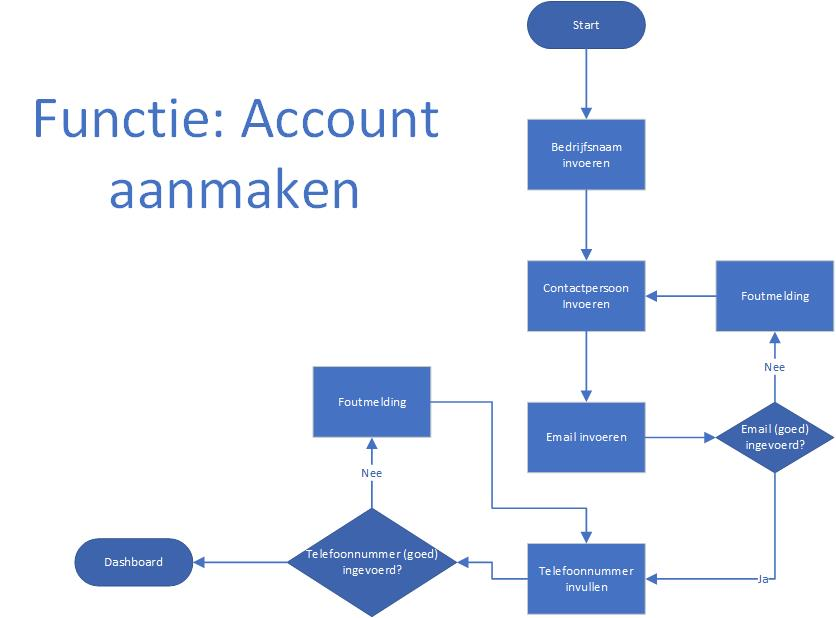 Start
Functie: Account
aanmaken
Bedrijfsnaam
invoeren
Contactpersoon
Invoeren
Foutmelding
Nee
Email invoeren
Email (goed)
ingevoerd?
Foutmelding
Nee
Telefoonnummer (goed)
ingevoerd?
Dashboard
Telefoonnummer
invullen
Ja